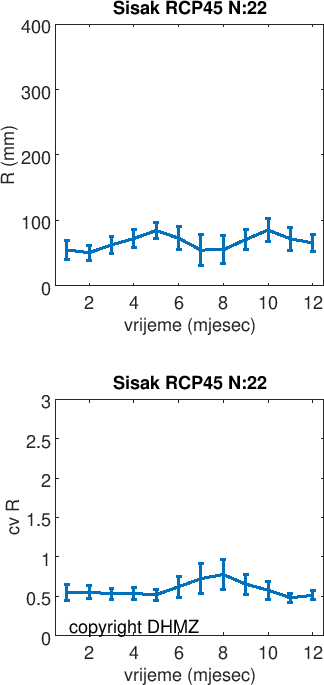 Sisak RCP45 N:22
400
300
200
100
0
R (mm)
2 4 6 8 10 12
vrijeme (mjesec)
Sisak RCP45 N:22
3
2.5
2
1.5
1
0.5
0
cv R
copyright DHMZ
2 4 6 8 10 12
vrijeme (mjesec)